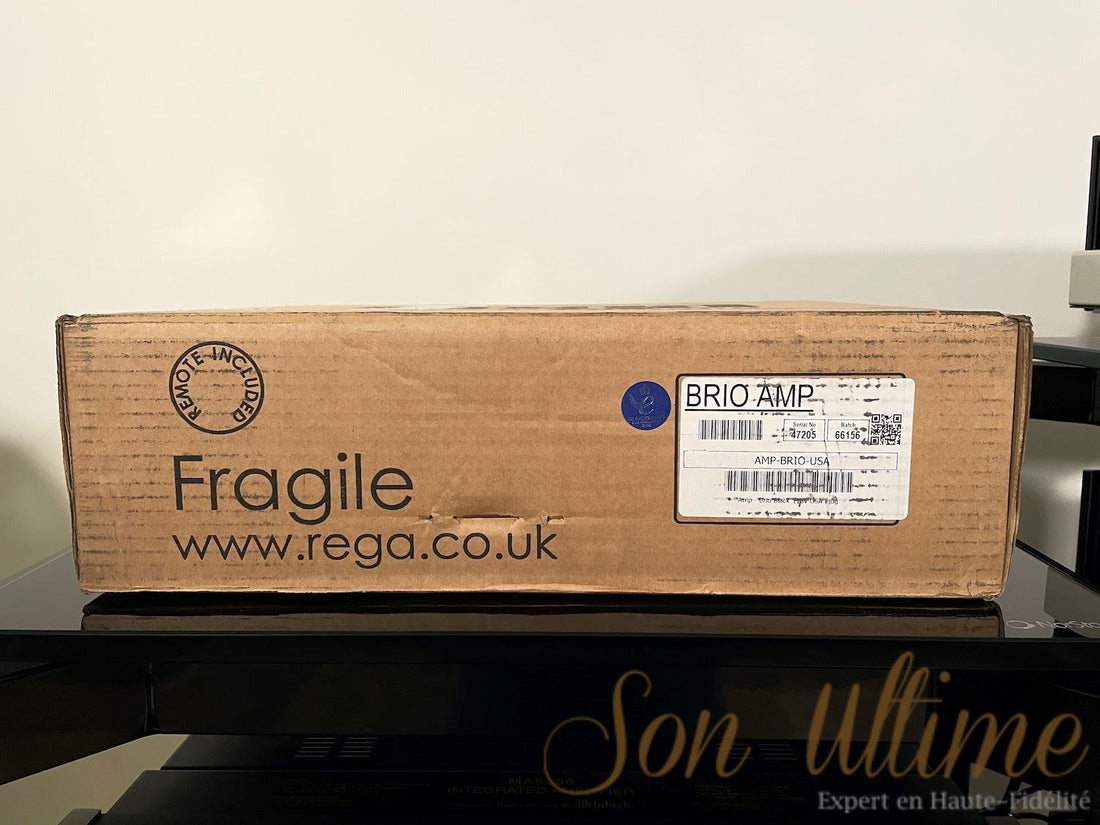 REMOTE INCLUDED
Fragile
www.rega.co.uk
BRIO AMP
Serial No
47205
Batch
66156
AMP-BRIO-USA
INTEGRATED AMPLIFIER
McIntosh
Son Ultime
Expert en Haute-Fidélité